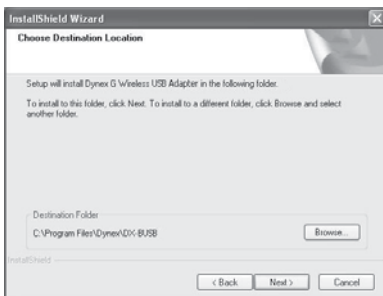 InstallShield Wizard
Choose Destination Location
Setup will install Dynex G Wireless USB Adapter in the following folder.
To install to this folder, click Next. To install to a different folder, click Browse and select
another folder.
Destination Folder
C:\Program Files\Dynex\DX-BUSB
Browse...
InstallShield
< Back
Next >
Cancel